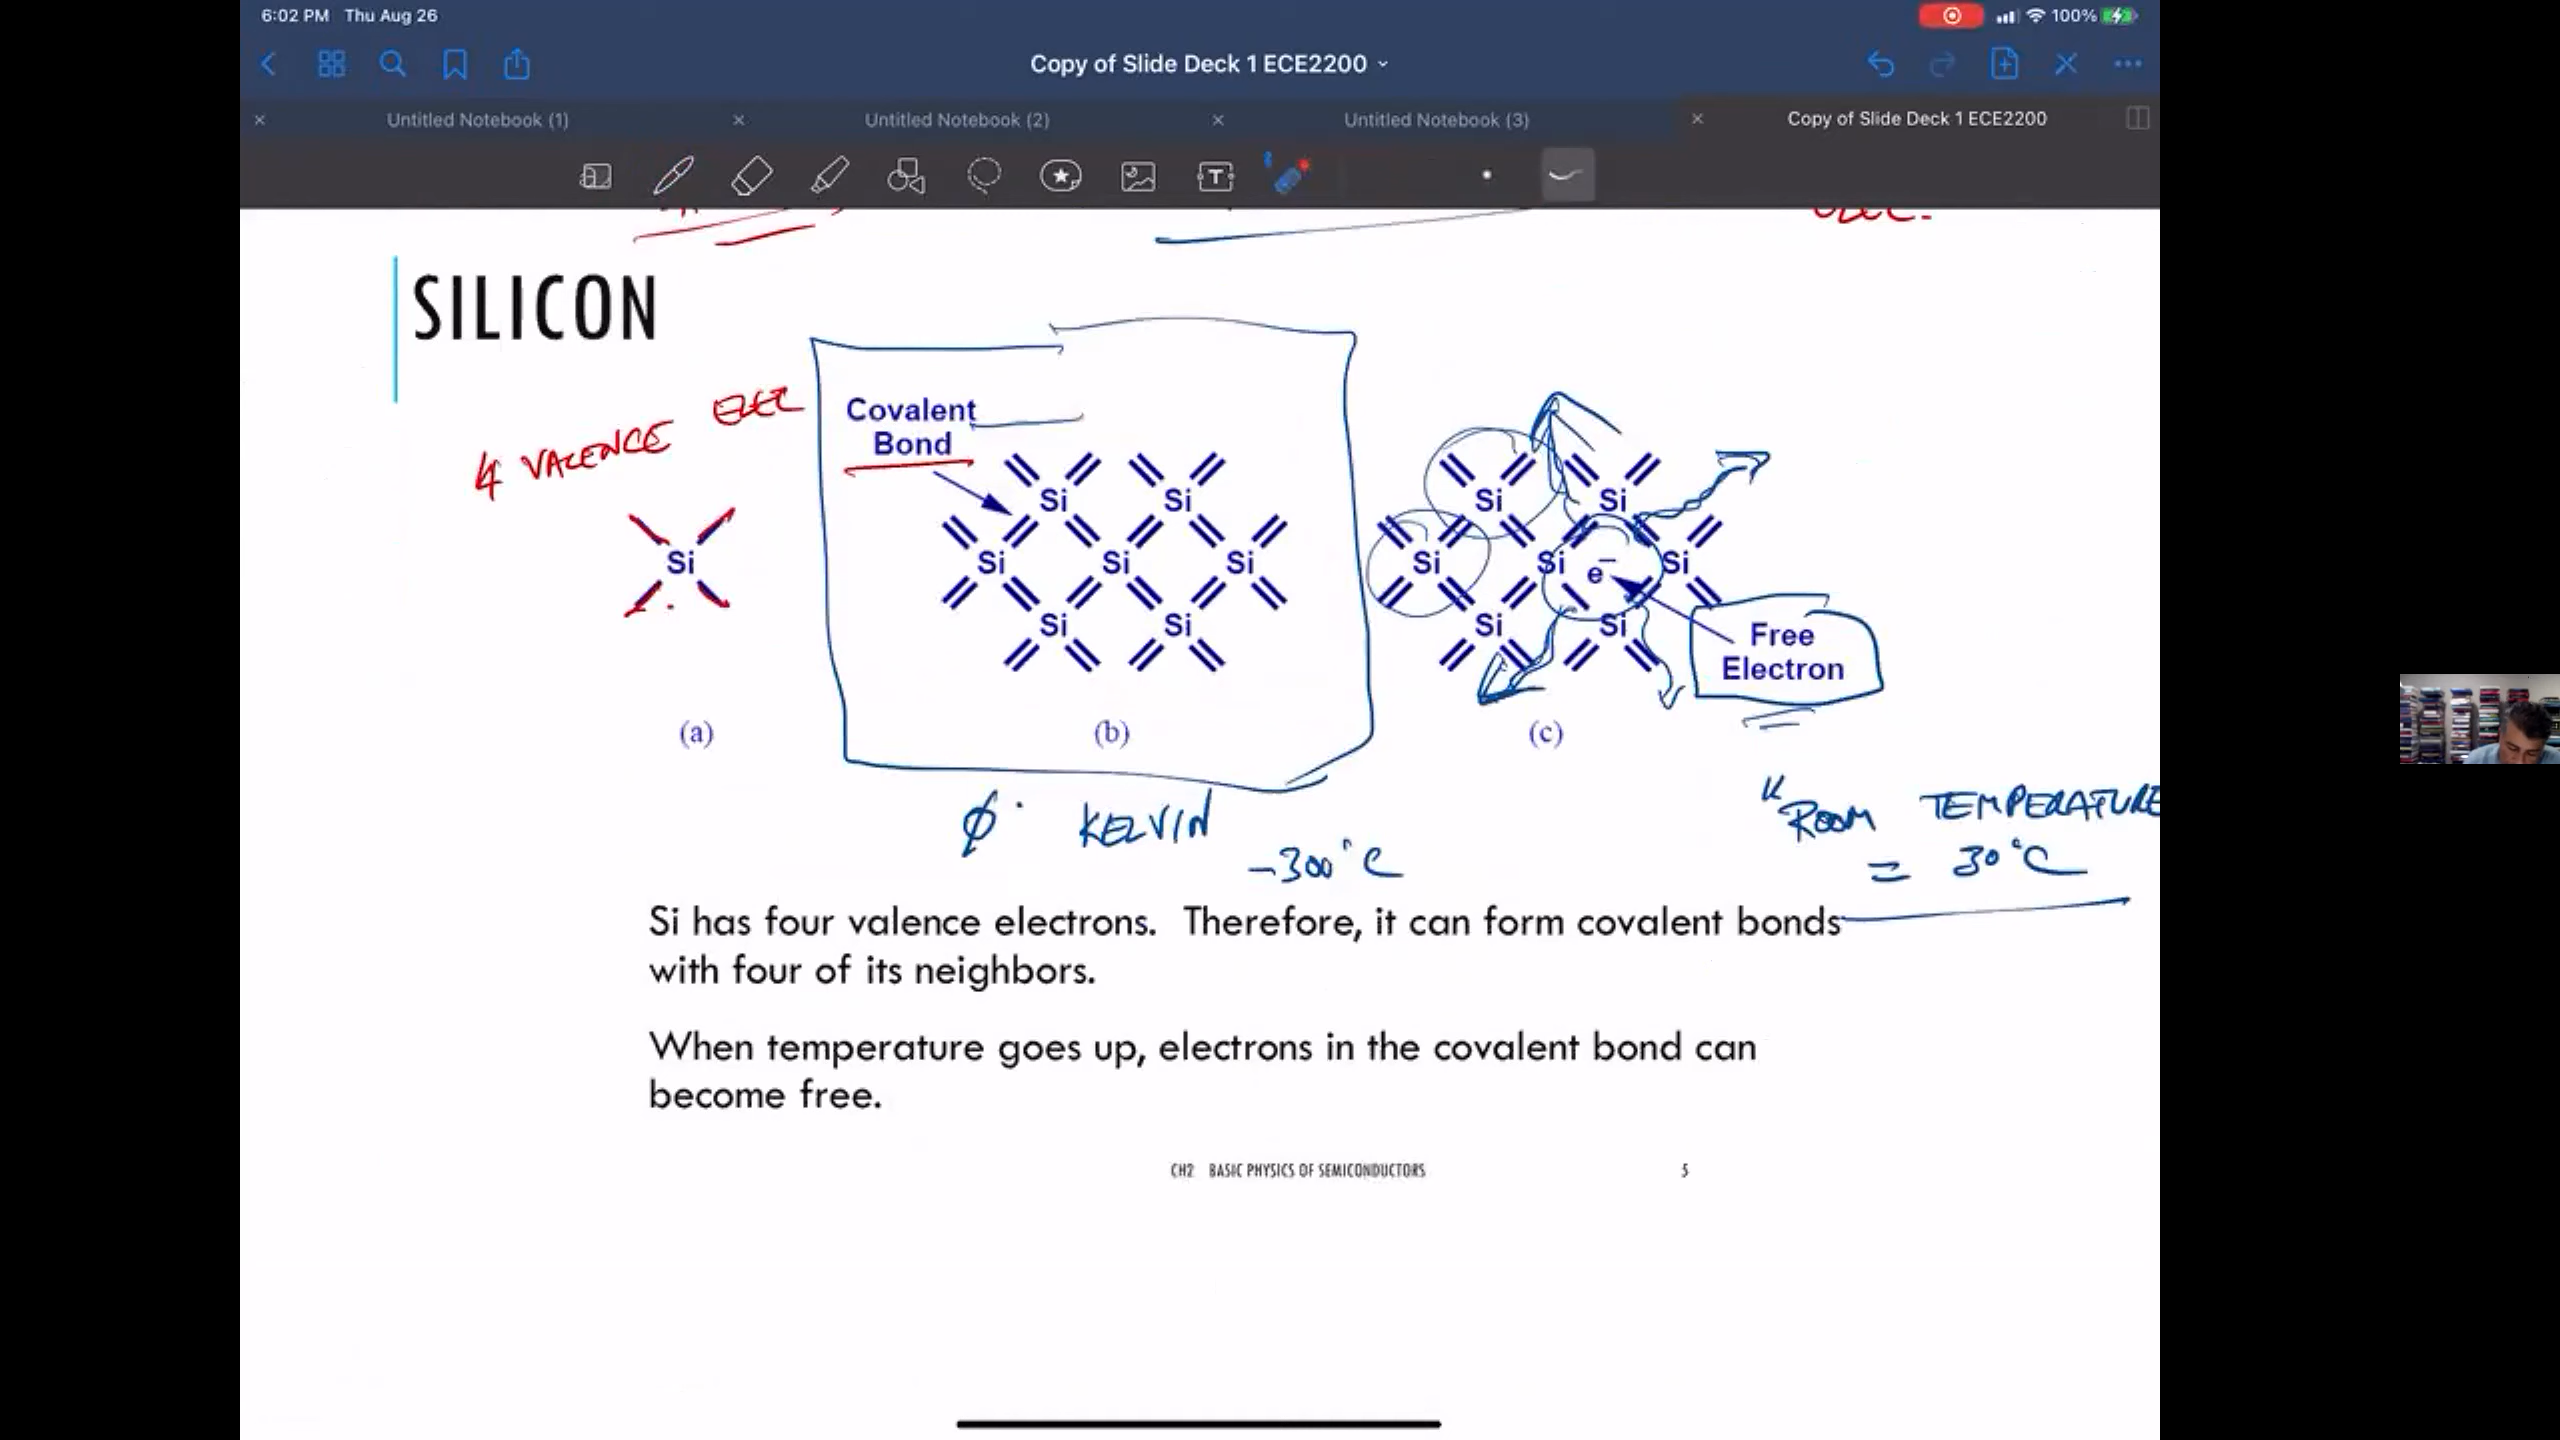 6:02 PM Thu Aug 26
100%
Copy of Slide Deck 1 ECE2200
Untitled Notebook (1)
Untitled Notebook (2)
Untitled Notebook (3)
Copy of Slide Deck 1 ECE2200
SILICON
4 VALENCE ELEC
Covalent
Bond
Si Si
Si Si Si
Si Si
Si
Si Si
Si Si e– Si
Si Si
Free
Electron
(a)
(b)
(c)
0° KELVIN
-300°C
"ROOM TEMPERATURE
= 30°C
Si has four valence electrons. Therefore, it can form covalent bonds
with four of its neighbors.
When temperature goes up, electrons in the covalent bond can
become free.
CH2 BASIC PHYSICS OF SEMICONDUCTORS
5